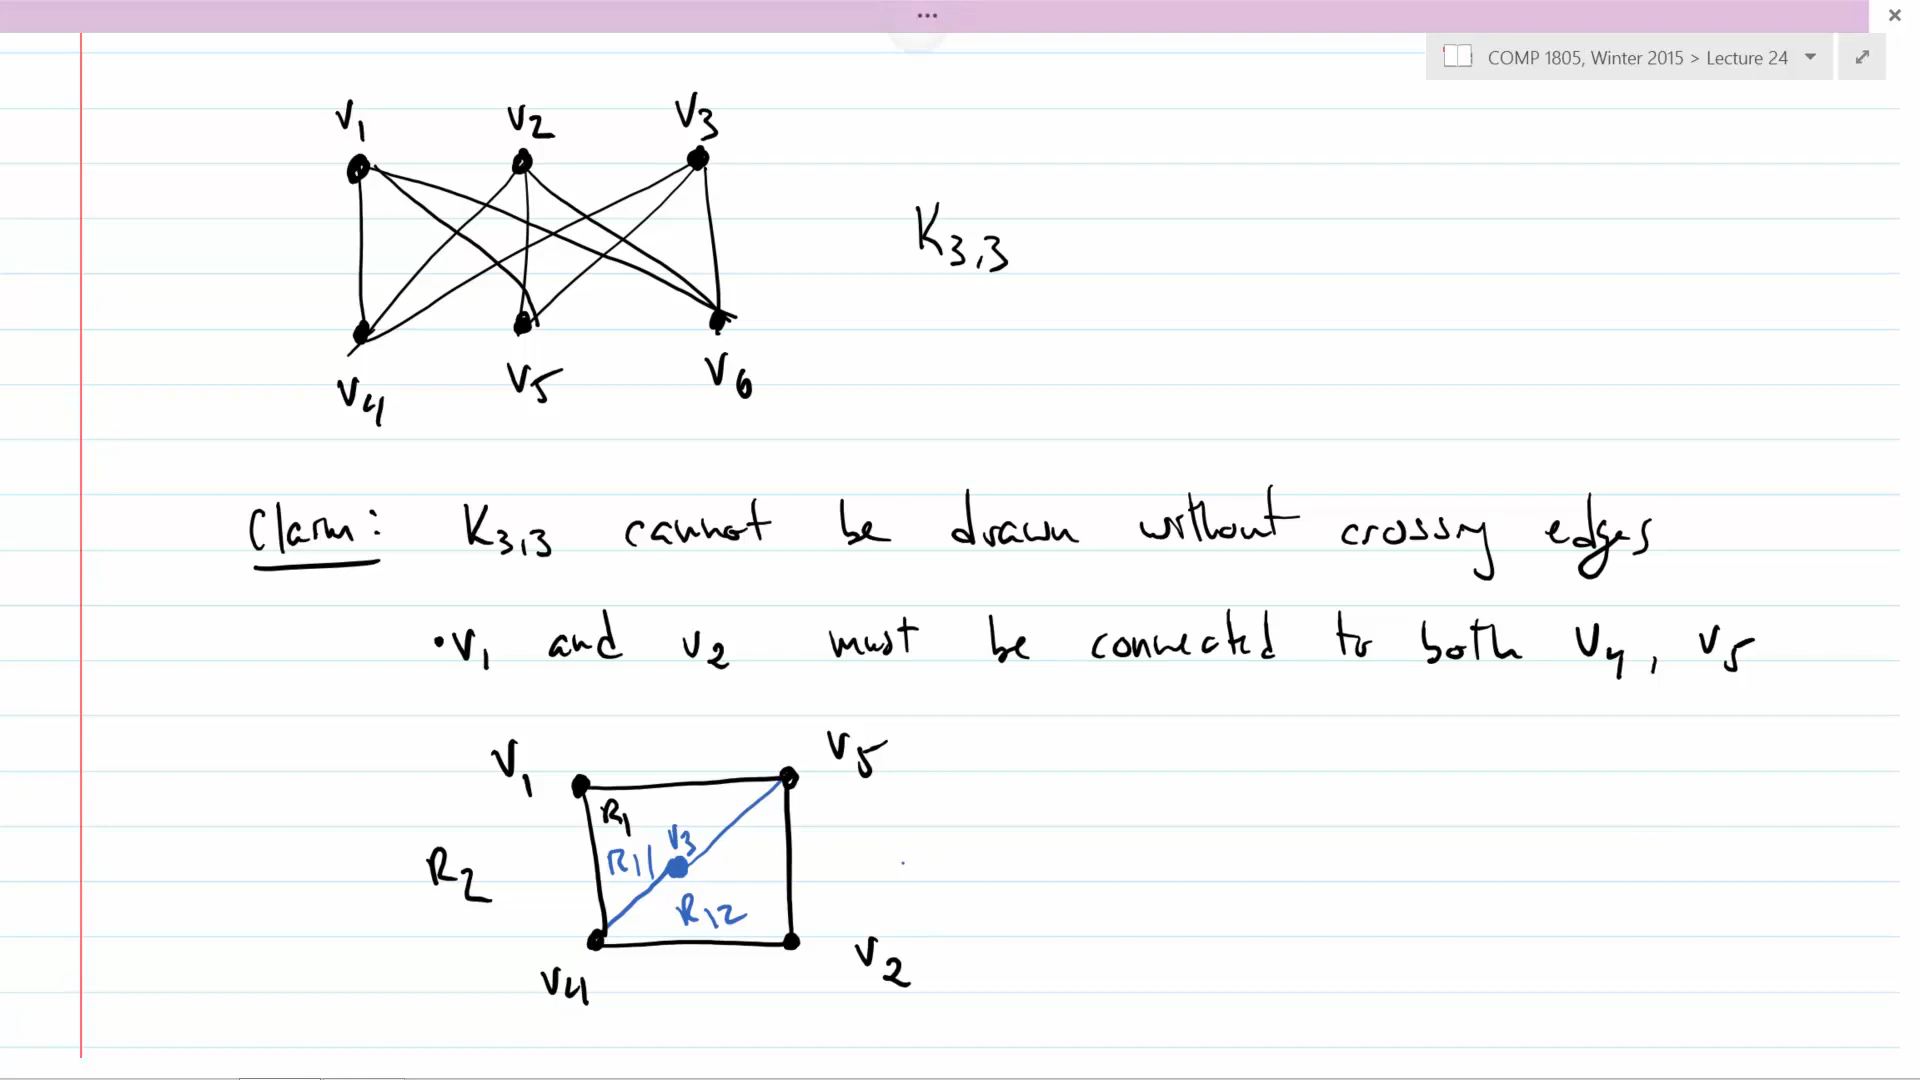 COMP 1805, Winter 2015 > Lecture 24
V1 V2 V3
K3,3
V4 V5 V6
Claim: K3,3 cannot be drawn without crossing edges
• V1 and V2 must be connected to both V4, V5
V1 V5
R1
V3
R2 R11
R12
V4 V2